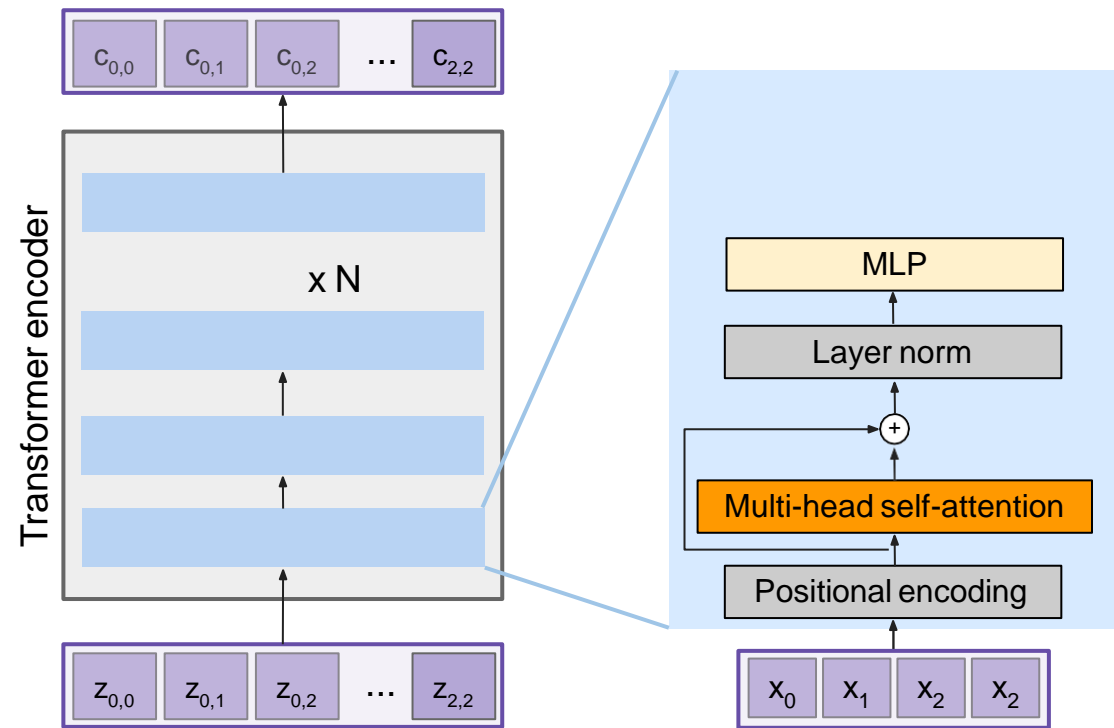 c0,0 c0,1 c0,2 ... c2,2
Transformer encoder
x N
z0,0 z0,1 z0,2 ... z2,2
MLP
Layer norm
+
Multi-head self-attention
Positional encoding
x0 x1 x2 x2